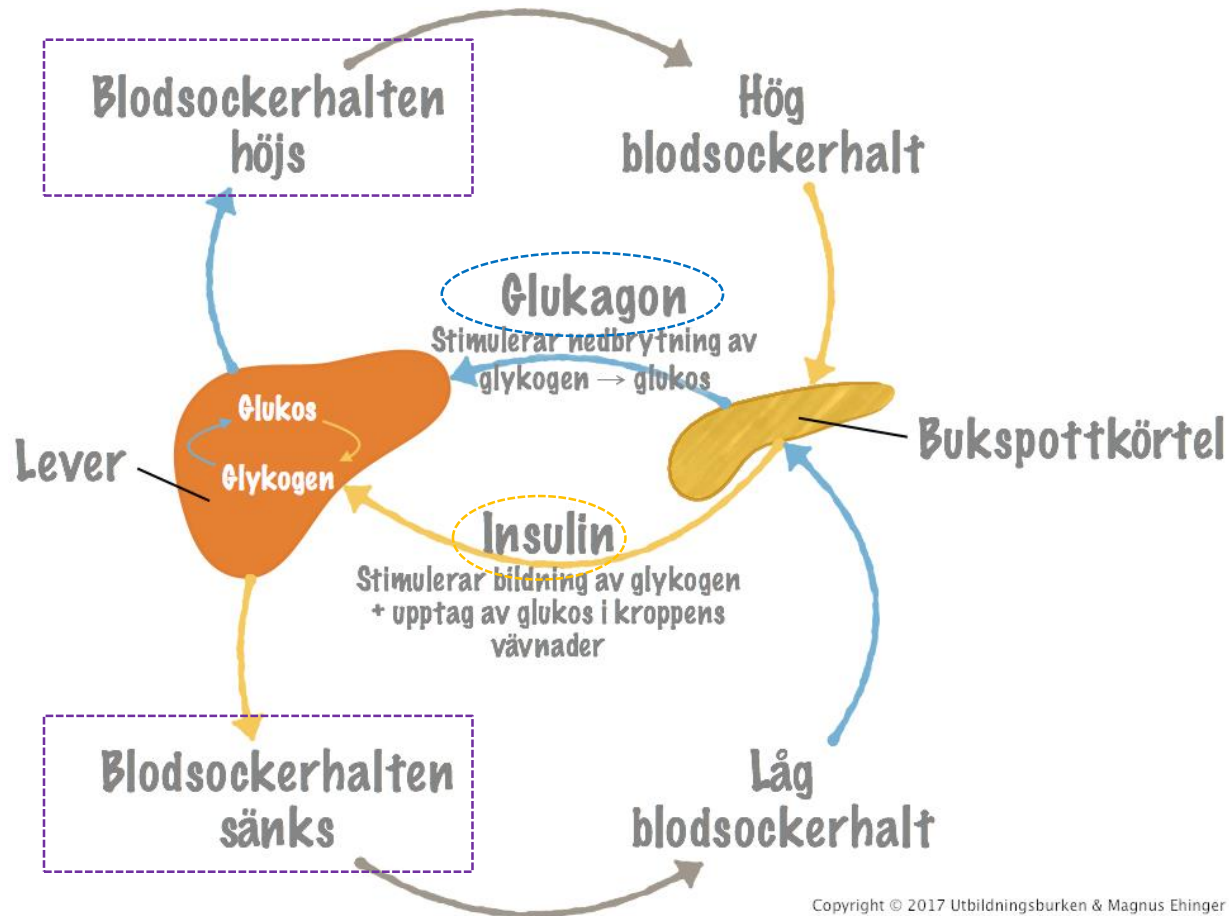 Blodsockerhalten
höjs
Hög
blodsockerhalt
Glukagon
Stimulerar nedbrytning av
glykogen → glukos
Glukos
Glykogen
Lever
Bukspottkörtel
Insulin
Stimulerar bildning av glykogen
+ upptag av glukos i kroppens
vävnader
Blodsockerhalten
sänks
Låg
blodsockerhalt
Copyright © 2017 Utbildningsburken & Magnus Ehinger